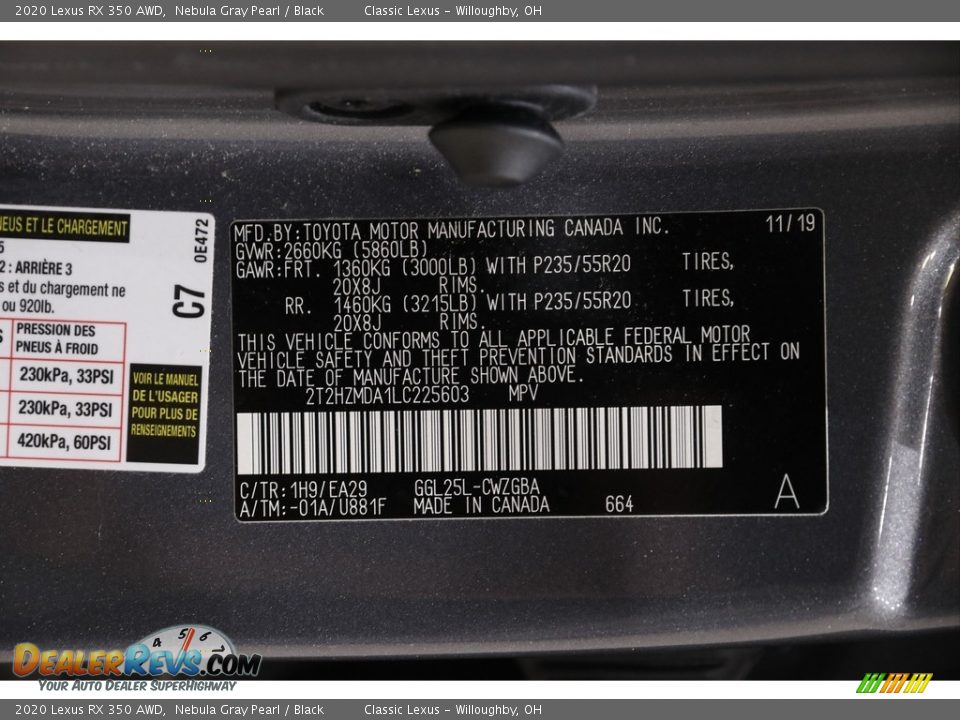 2020 Lexus RX 350 AWD, Nebula Gray Pearl / Black Classic Lexus - Willoughby, OH
NEUS ET LE CHARGEMENT
5
2 : ARRIÈRE 3
s et du chargement ne
ou 920lb.
PRESSION DES
PNEUS À FROID
230kPa, 33PSI
230kPa, 33PSI
420kPa, 60PSI
VOIR LE MANUEL
DE L'USAGER
POUR PLUS DE
RENSEIGNEMENTS
0E472
C7
MFD.BY:TOYOTA MOTOR MANUFACTURING CANADA INC. 11/19
GVWR:2660KG (5860LB)
GAWR:FRT. 1360KG (3000LB) WITH P235/55R20 TIRES,
20X8J RIMS.
RR. 1460KG (3215LB) WITH P235/55R20 TIRES,
20X8J RIMS.
THIS VEHICLE CONFORMS TO ALL APPLICABLE FEDERAL MOTOR
VEHICLE SAFETY AND THEFT PREVENTION STANDARDS IN EFFECT ON
THE DATE OF MANUFACTURE SHOWN ABOVE.
2T2HZMDA1LC225603 MPV
C/TR:1H9/EA29 GGL25L-CWZGBA
A/TM:-01A/U881F MADE IN CANADA 664 A
4 5 6
DealerRevs.com
Your Auto Dealer SuperHighway
2020 Lexus RX 350 AWD, Nebula Gray Pearl / Black Classic Lexus - Willoughby, OH